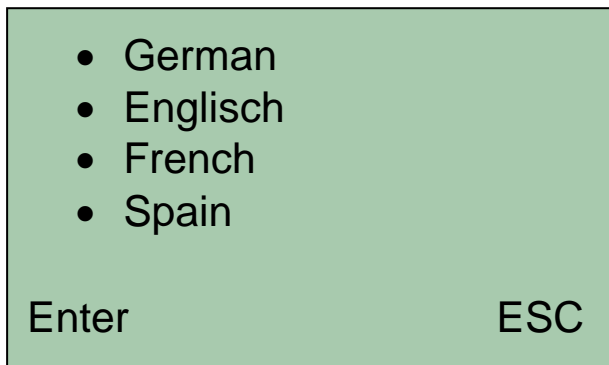 • German
• Englisch
• French
• Spain
Enter ESC